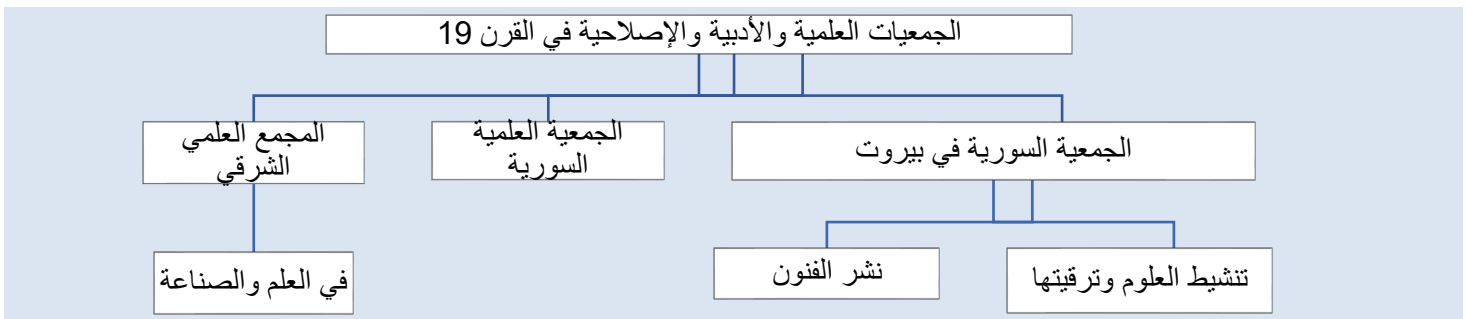 الجمعيات العلمية والأدبية والإصلاحية في القرن 19
الجمعية السورية في بيروت
الجمعية العلمية
السورية
المجمع العلمي
الشرقي
تنشيط العلوم وترقيتها
نشر الفنون
في العلم والصناعة